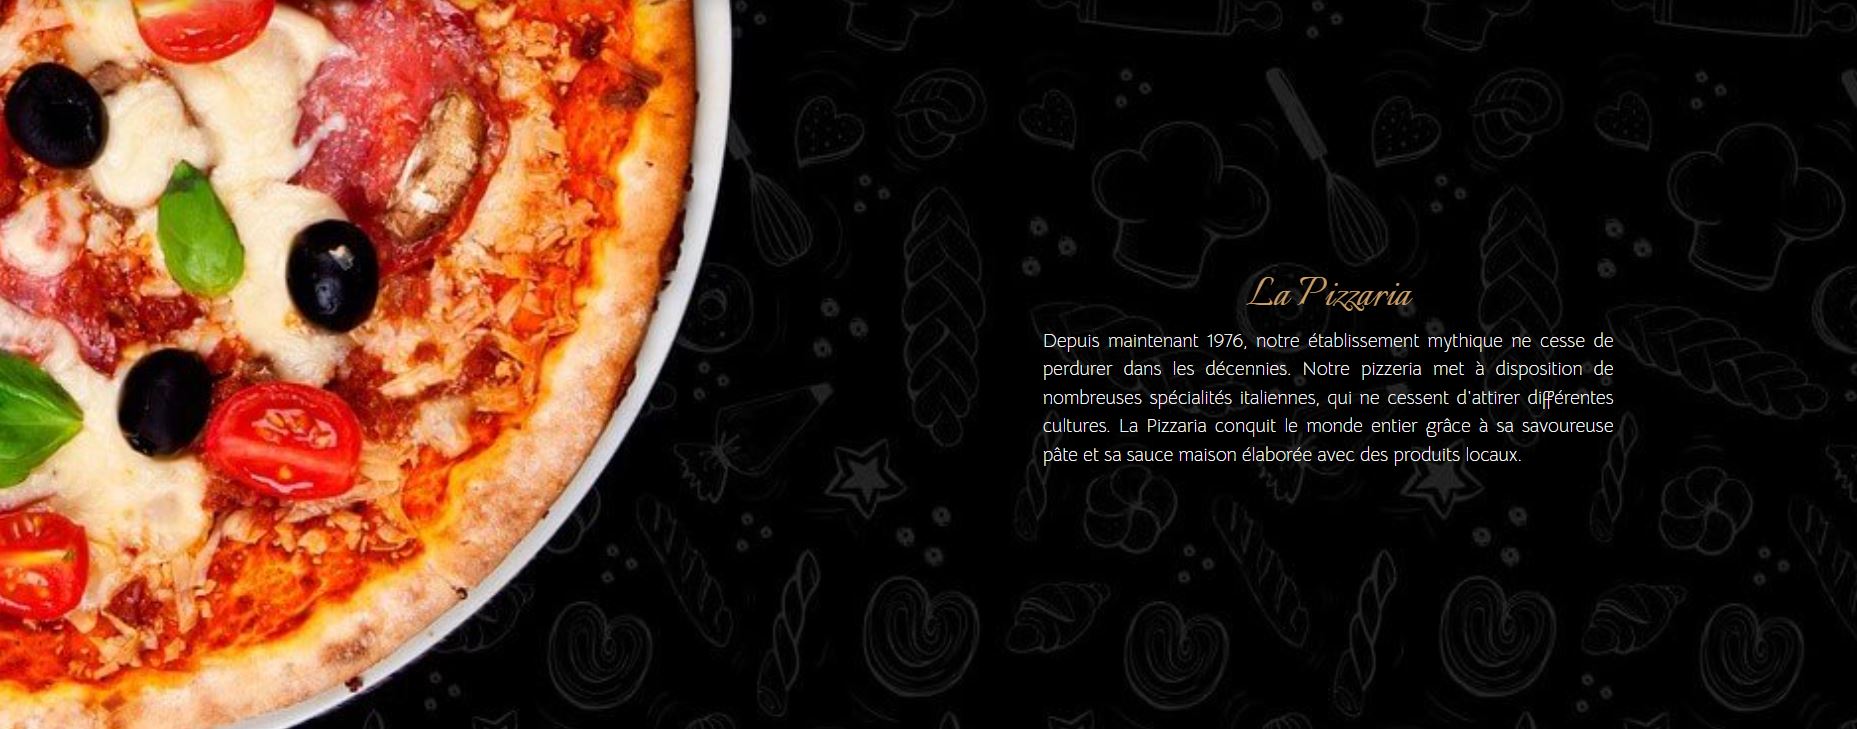 La Pizzaria
Depuis maintenant 1976, notre établissement mythique ne cesse de
perdurer dans les décennies. Notre pizzeria met à disposition de
nombreuses spécialités italiennes, qui ne cessent d'attirer différentes
cultures. La Pizzaria conquit le monde entier grâce à sa savoureuse
pâte et sa sauce maison élaborée avec des produits locaux.